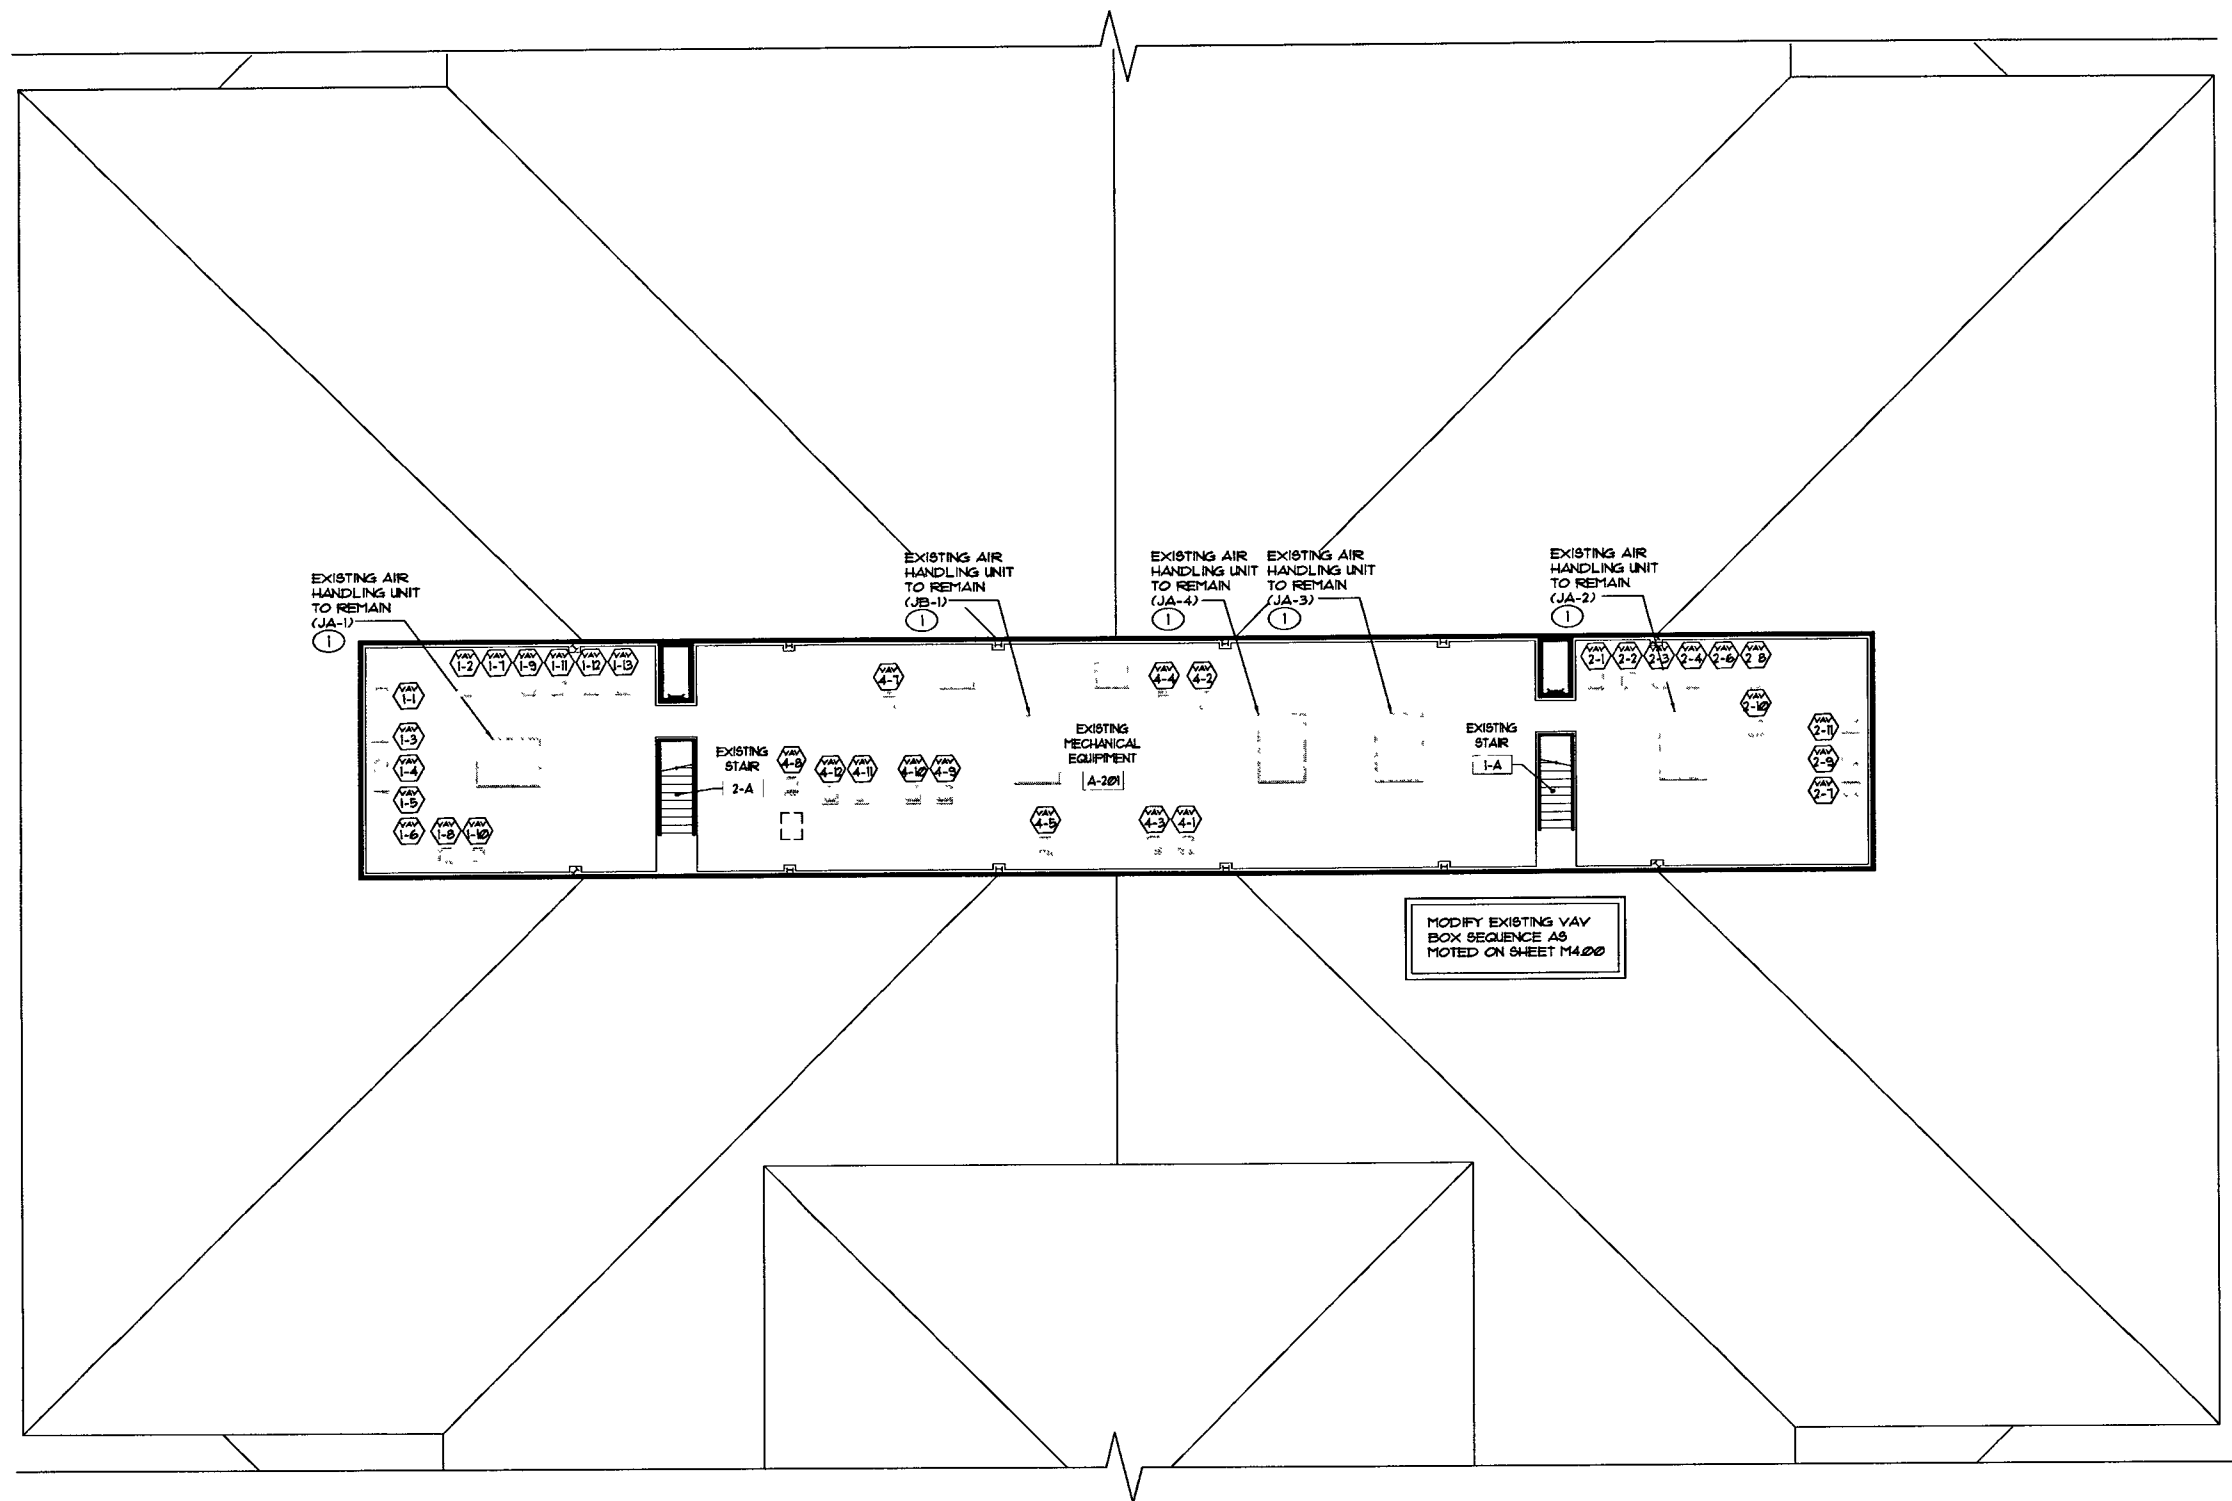 EXISTING AIR
HANDLING UNIT
TO REMAIN
(JA-1)
1
EXISTING AIR
HANDLING UNIT
TO REMAIN
(JB-1)
1
EXISTING AIR
HANDLING UNIT
TO REMAIN
(JA-4)
1
EXISTING AIR
HANDLING UNIT
TO REMAIN
(JA-3)
1
EXISTING AIR
HANDLING UNIT
TO REMAIN
(JA-2)
1
VAV
1-2
VAV
1-7
VAV
1-9
VAV
1-11
VAV
1-12
VAV
1-13
VAV
1-1
VAV
1-3
VAV
1-4
VAV
1-5
VAV
1-6
VAV
1-8
VAV
1-10
EXISTING
STAIR
2-A
VAV
4-7
VAV
4-8
VAV
4-12
VAV
4-11
VAV
4-10
VAV
4-9
VAV
4-5
VAV
4-4
VAV
4-2
EXISTING
MECHANICAL
EQUIPMENT
A-201
VAV
4-3
VAV
4-1
EXISTING
STAIR
1-A
VAV
2-1
VAV
2-2
VAV
2-3
VAV
2-4
VAV
2-6
VAV
2-8
VAV
2-10
VAV
2-11
VAV
2-9
VAV
2-7
MODIFY EXISTING VAV
BOX SEQUENCE AS
MOTED ON SHEET M4.00